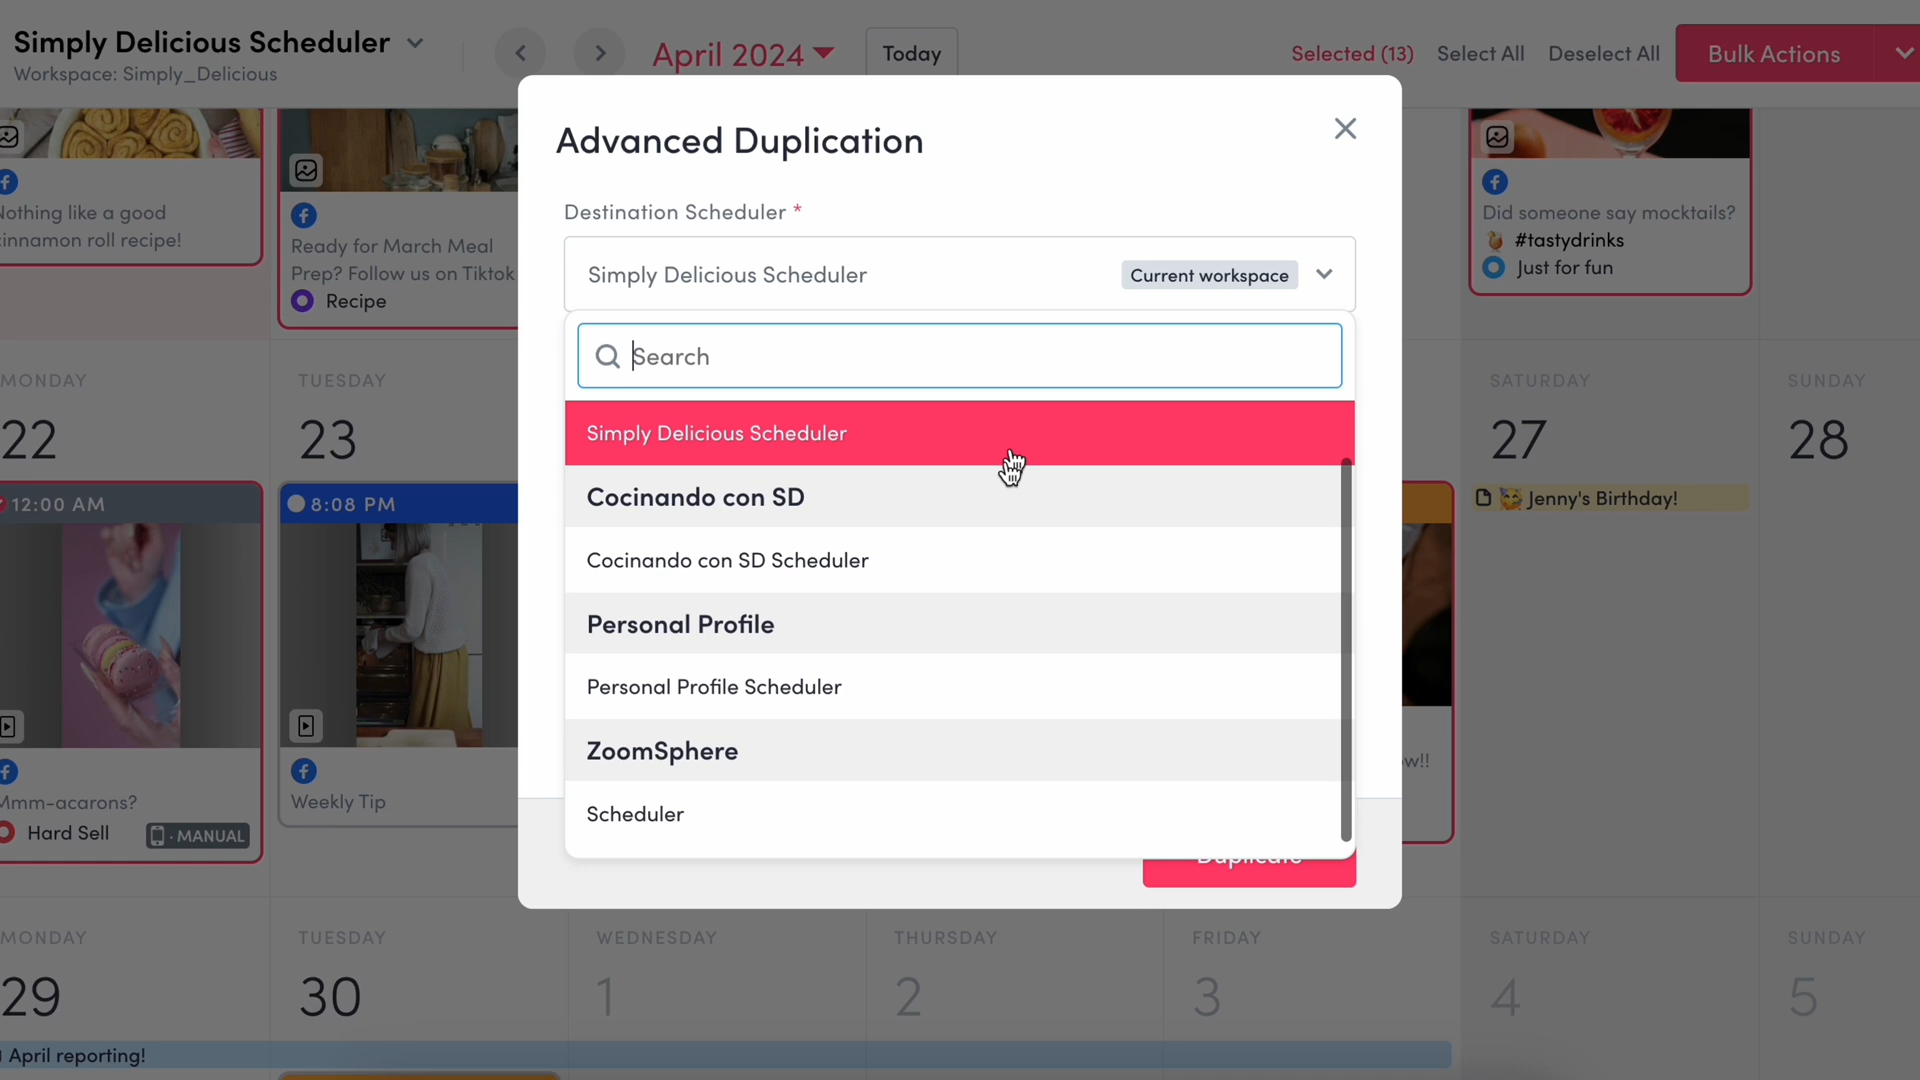 Simply Delicious Scheduler
Workspace: Simply_Delicious
April 2024
Today
Selected (13)
Select All
Deselect All
Bulk Actions
Nothing like a good
cinnamon roll recipe!
Ready for March Meal
Prep? Follow us on Tiktok
Recipe
Did someone say mocktails?
#tastydrinks
Just for fun
Advanced Duplication
Destination Scheduler *
Simply Delicious Scheduler
Current workspace
Search
Simply Delicious Scheduler
Cocinando con SD
Cocinando con SD Scheduler
Personal Profile
Personal Profile Scheduler
ZoomSphere
Scheduler
Duplicate
MONDAY
TUESDAY
SATURDAY
SUNDAY
22
23
27
28
12:00 AM
8:08 PM
Jenny's Birthday!
Mmm-acarons?
Hard Sell
· MANUAL
Weekly Tip
ow!!
MONDAY
TUESDAY
WEDNESDAY
THURSDAY
FRIDAY
SATURDAY
SUNDAY
29
30
1
2
3
4
5
April reporting!